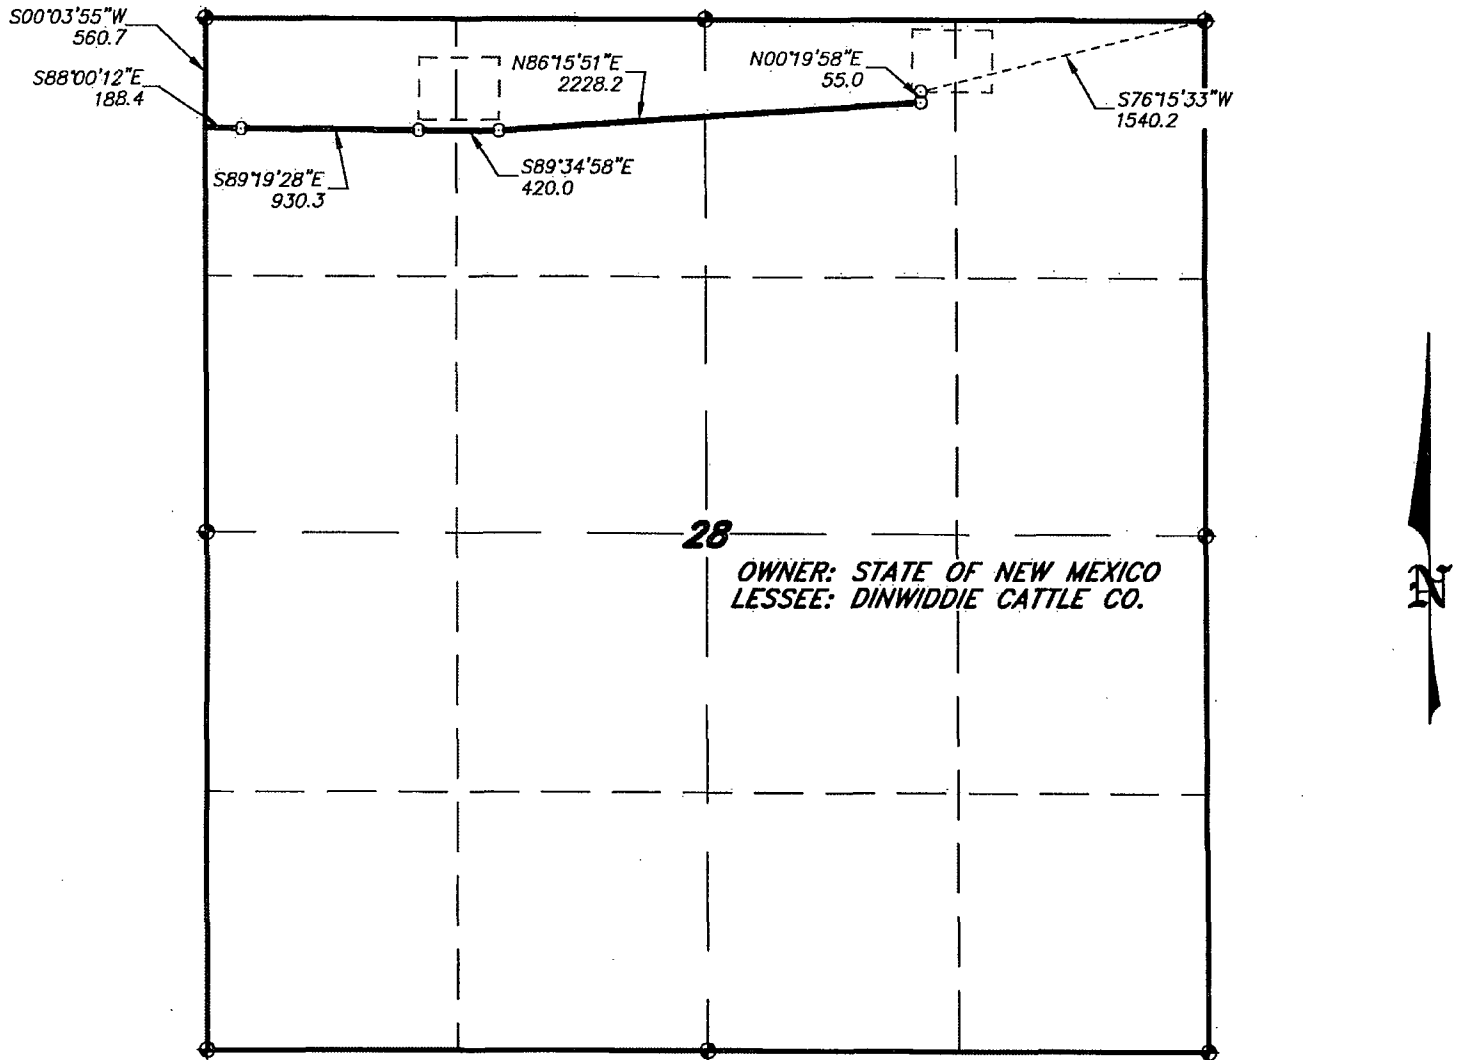 S00°03'55"W
560.7
S88°00'12"E
188.4
N86°15'51"E
2228.2
N00°19'58"E
55.0
S76°15'33"W
1540.2
S89°19'28"E
930.3
S89°34'58"E
420.0
28
OWNER: STATE OF NEW MEXICO
LESSEE: DINWIDDIE CATTLE CO.
N